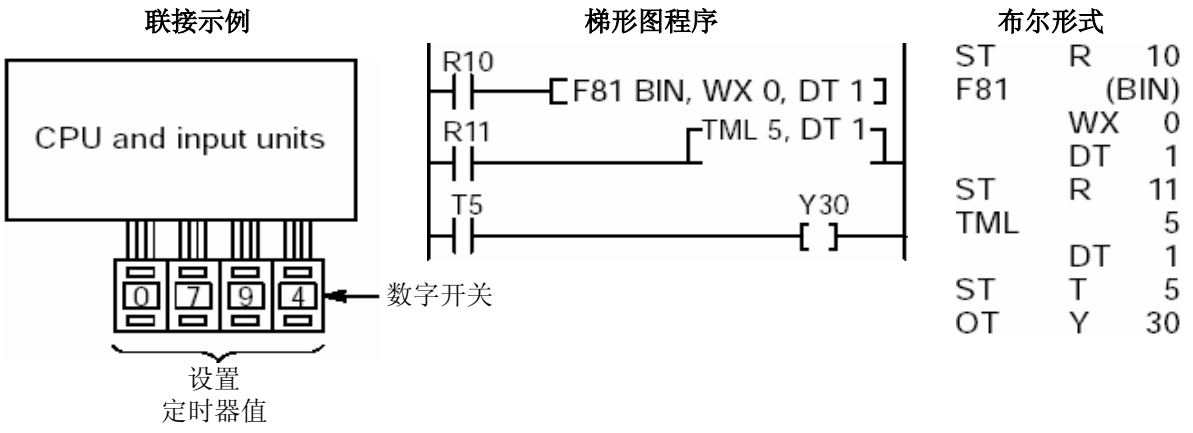 联接示例
CPU and input units
0 7 9 4
数字开关
设置
定时器值
梯形图程序
R10
F81 BIN, WX 0, DT 1
R11
TML 5, DT 1
T5
Y30
布尔形式
ST R 10
F81 (BIN)
WX 0
DT 1
ST R 11
TML 5
DT 1
ST T 5
OT Y 30